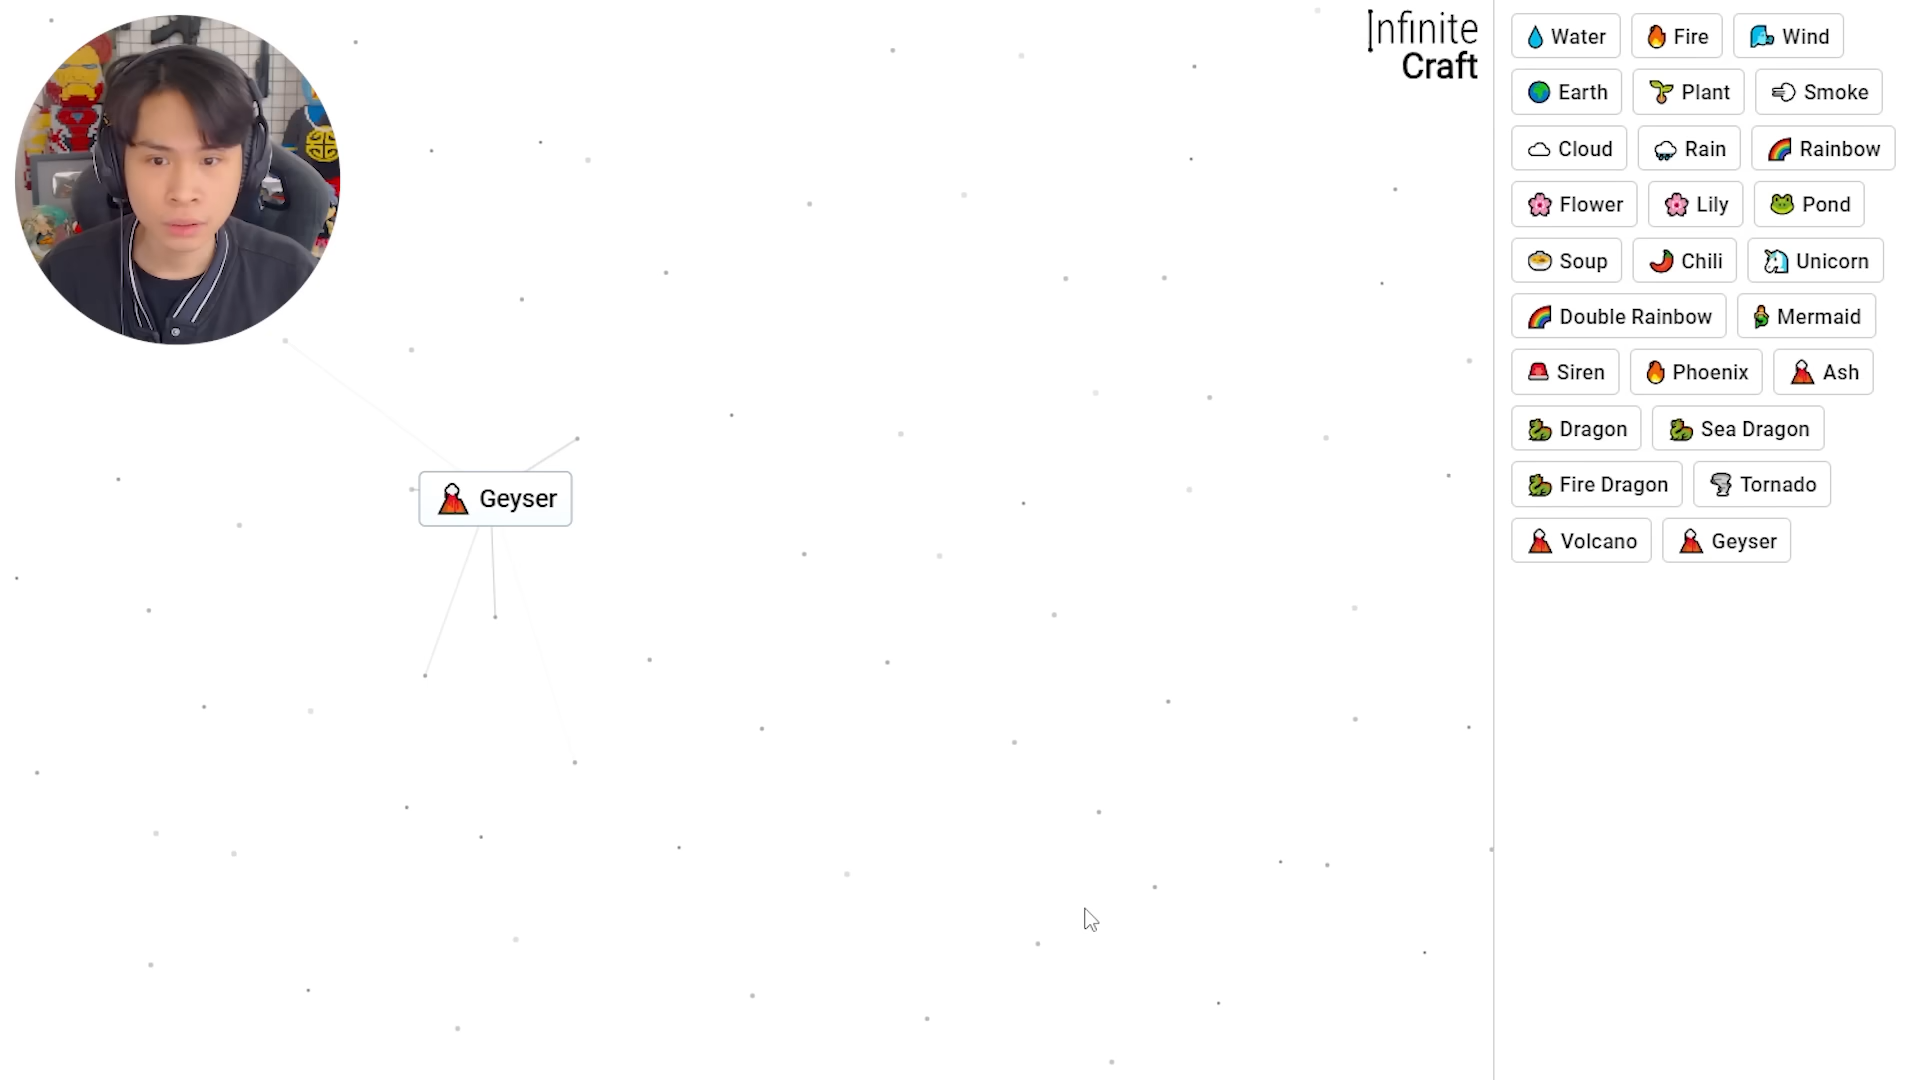 Infinite
Craft
Water Fire Wind
Earth Plant Smoke
Cloud Rain Rainbow
Flower Lily Pond
Soup Chili Unicorn
Double Rainbow Mermaid
Siren Phoenix Ash
Dragon Sea Dragon
Geyser
Fire Dragon Tornado
Volcano Geyser